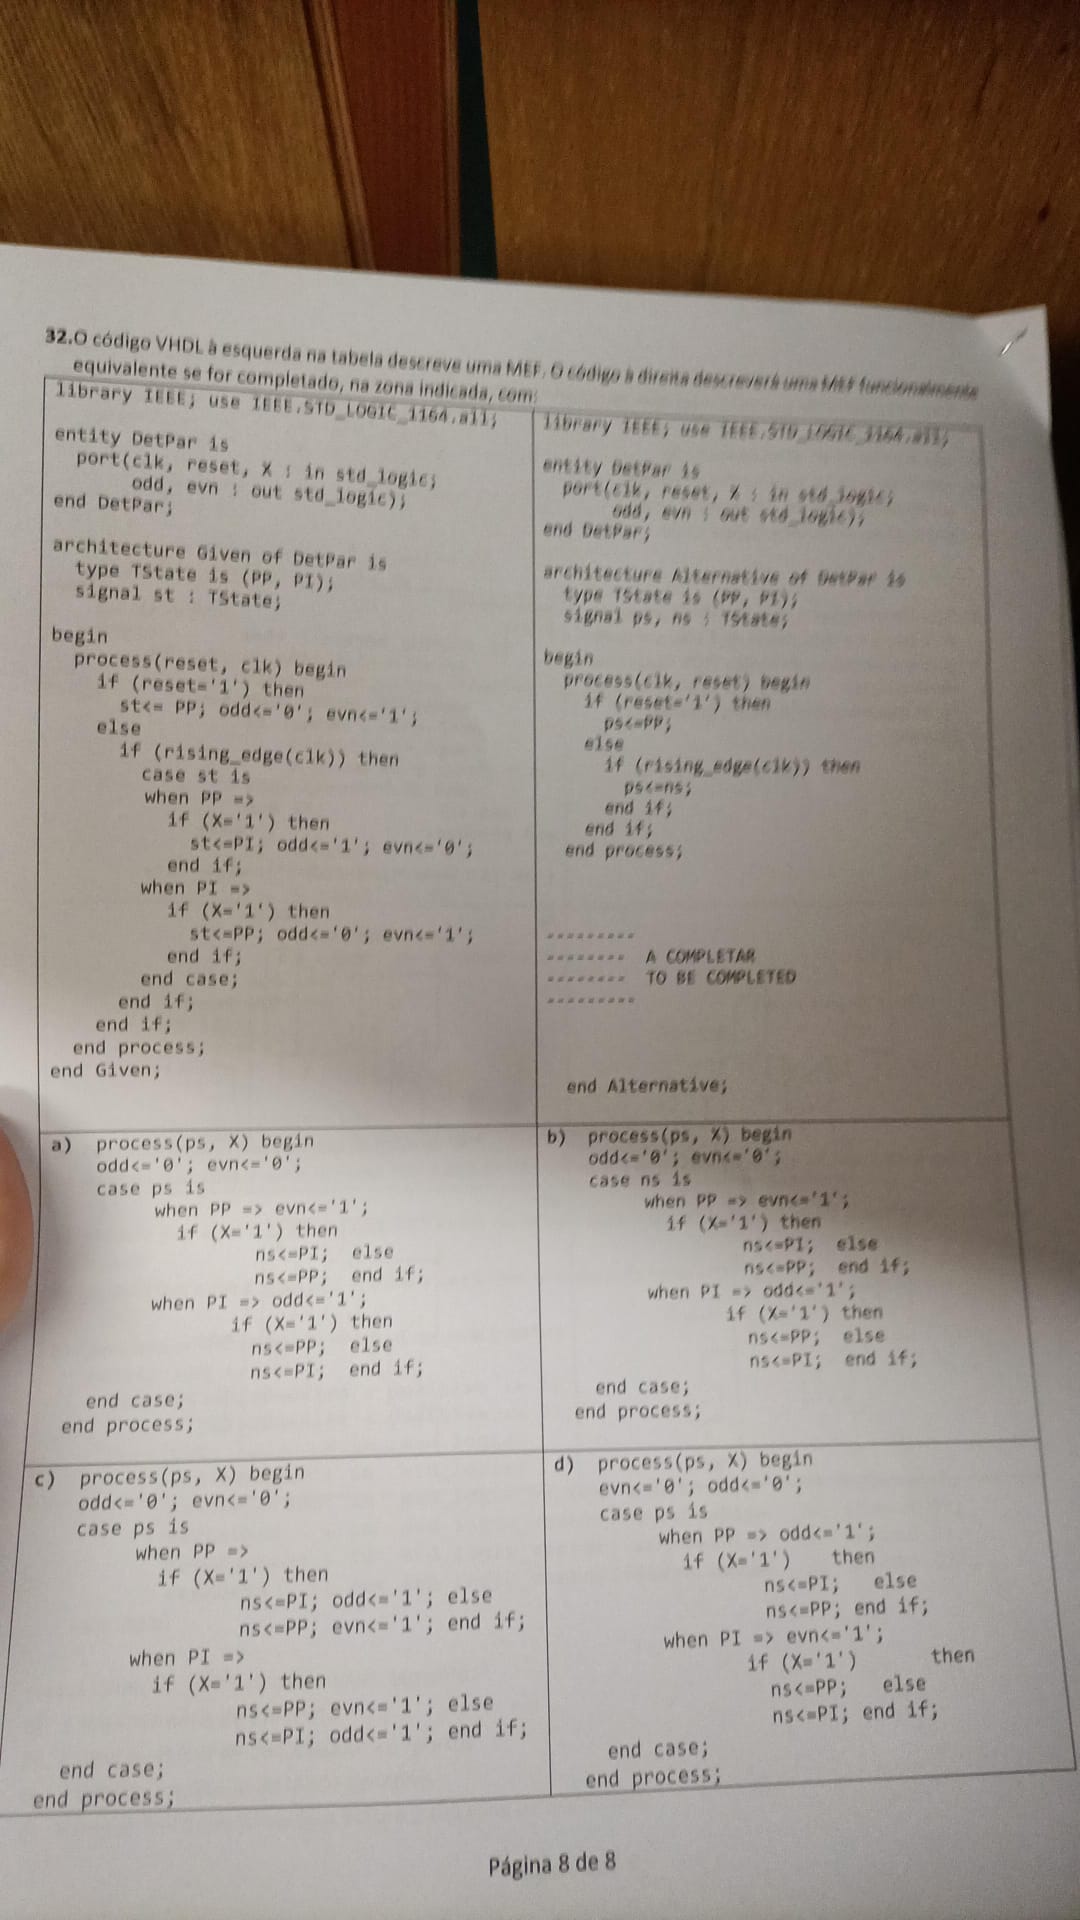 32.O código VHDL à esquerda na tabela descreve uma MEF. O código à direita descreverá uma MEF funcionalmente
equivalente se for completado, na zona indicada, com:
library IEEE; use IEEE.STD_LOGIC_1164.all;
entity DetPar is
port(clk, reset, X : in std_logic;
odd, evn : out std_logic);
end DetPar;
architecture Given of DetPar is
type TState is (PP, PI);
signal st : TState;
begin
process(reset, clk) begin
if (reset='1') then
st<= PP; odd<='0'; evn<='1';
else
if (rising_edge(clk)) then
case st is
when PP =>
if (X='1') then
st<=PI; odd<='1'; evn<='0';
end if;
when PI =>
if (X='1') then
st<=PP; odd<='0'; evn<='1';
end if;
end case;
end if;
end if;
end process;
end Given;
library IEEE; use IEEE.STD_LOGIC_1164.all;
entity DetPar is
port(clk, reset, X : in std_logic;
odd, evn : out std_logic);
end DetPar;
architecture Alternative of DetPar is
type TState is (PP, PI);
signal ps, ns : TState;
begin
process(clk, reset) begin
if (reset='1') then
ps<=PP;
else
if (rising_edge(clk)) then
ps<=ns;
end if;
end if;
end process;
---------
-------- A COMPLETAR
-------- TO BE COMPLETED
---------
end Alternative;
a) process(ps, X) begin
odd<='0'; evn<='0';
case ps is
when PP => evn<='1';
if (X='1') then
ns<=PI; else
ns<=PP; end if;
when PI => odd<='1';
if (X='1') then
ns<=PP; else
ns<=PI; end if;
end case;
end process;
b) process(ps, X) begin
odd<='0'; evn<='0';
case ns is
when PP => evn<='1';
if (X='1') then
ns<=PI; else
ns<=PP; end if;
when PI => odd<='1';
if (X='1') then
ns<=PP; else
ns<=PI; end if;
end case;
end process;
c) process(ps, X) begin
odd<='0'; evn<='0';
case ps is
when PP =>
if (X='1') then
ns<=PI; odd<='1'; else
ns<=PP; evn<='1'; end if;
when PI =>
if (X='1') then
ns<=PP; evn<='1'; else
ns<=PI; odd<='1'; end if;
end case;
end process;
d) process(ps, X) begin
evn<='0'; odd<='0';
case ps is
when PP => odd<='1';
if (X='1') then
ns<=PI; else
ns<=PP; end if;
when PI => evn<='1';
if (X='1') then
ns<=PP; else
ns<=PI; end if;
end case;
end process;
Página 8 de 8